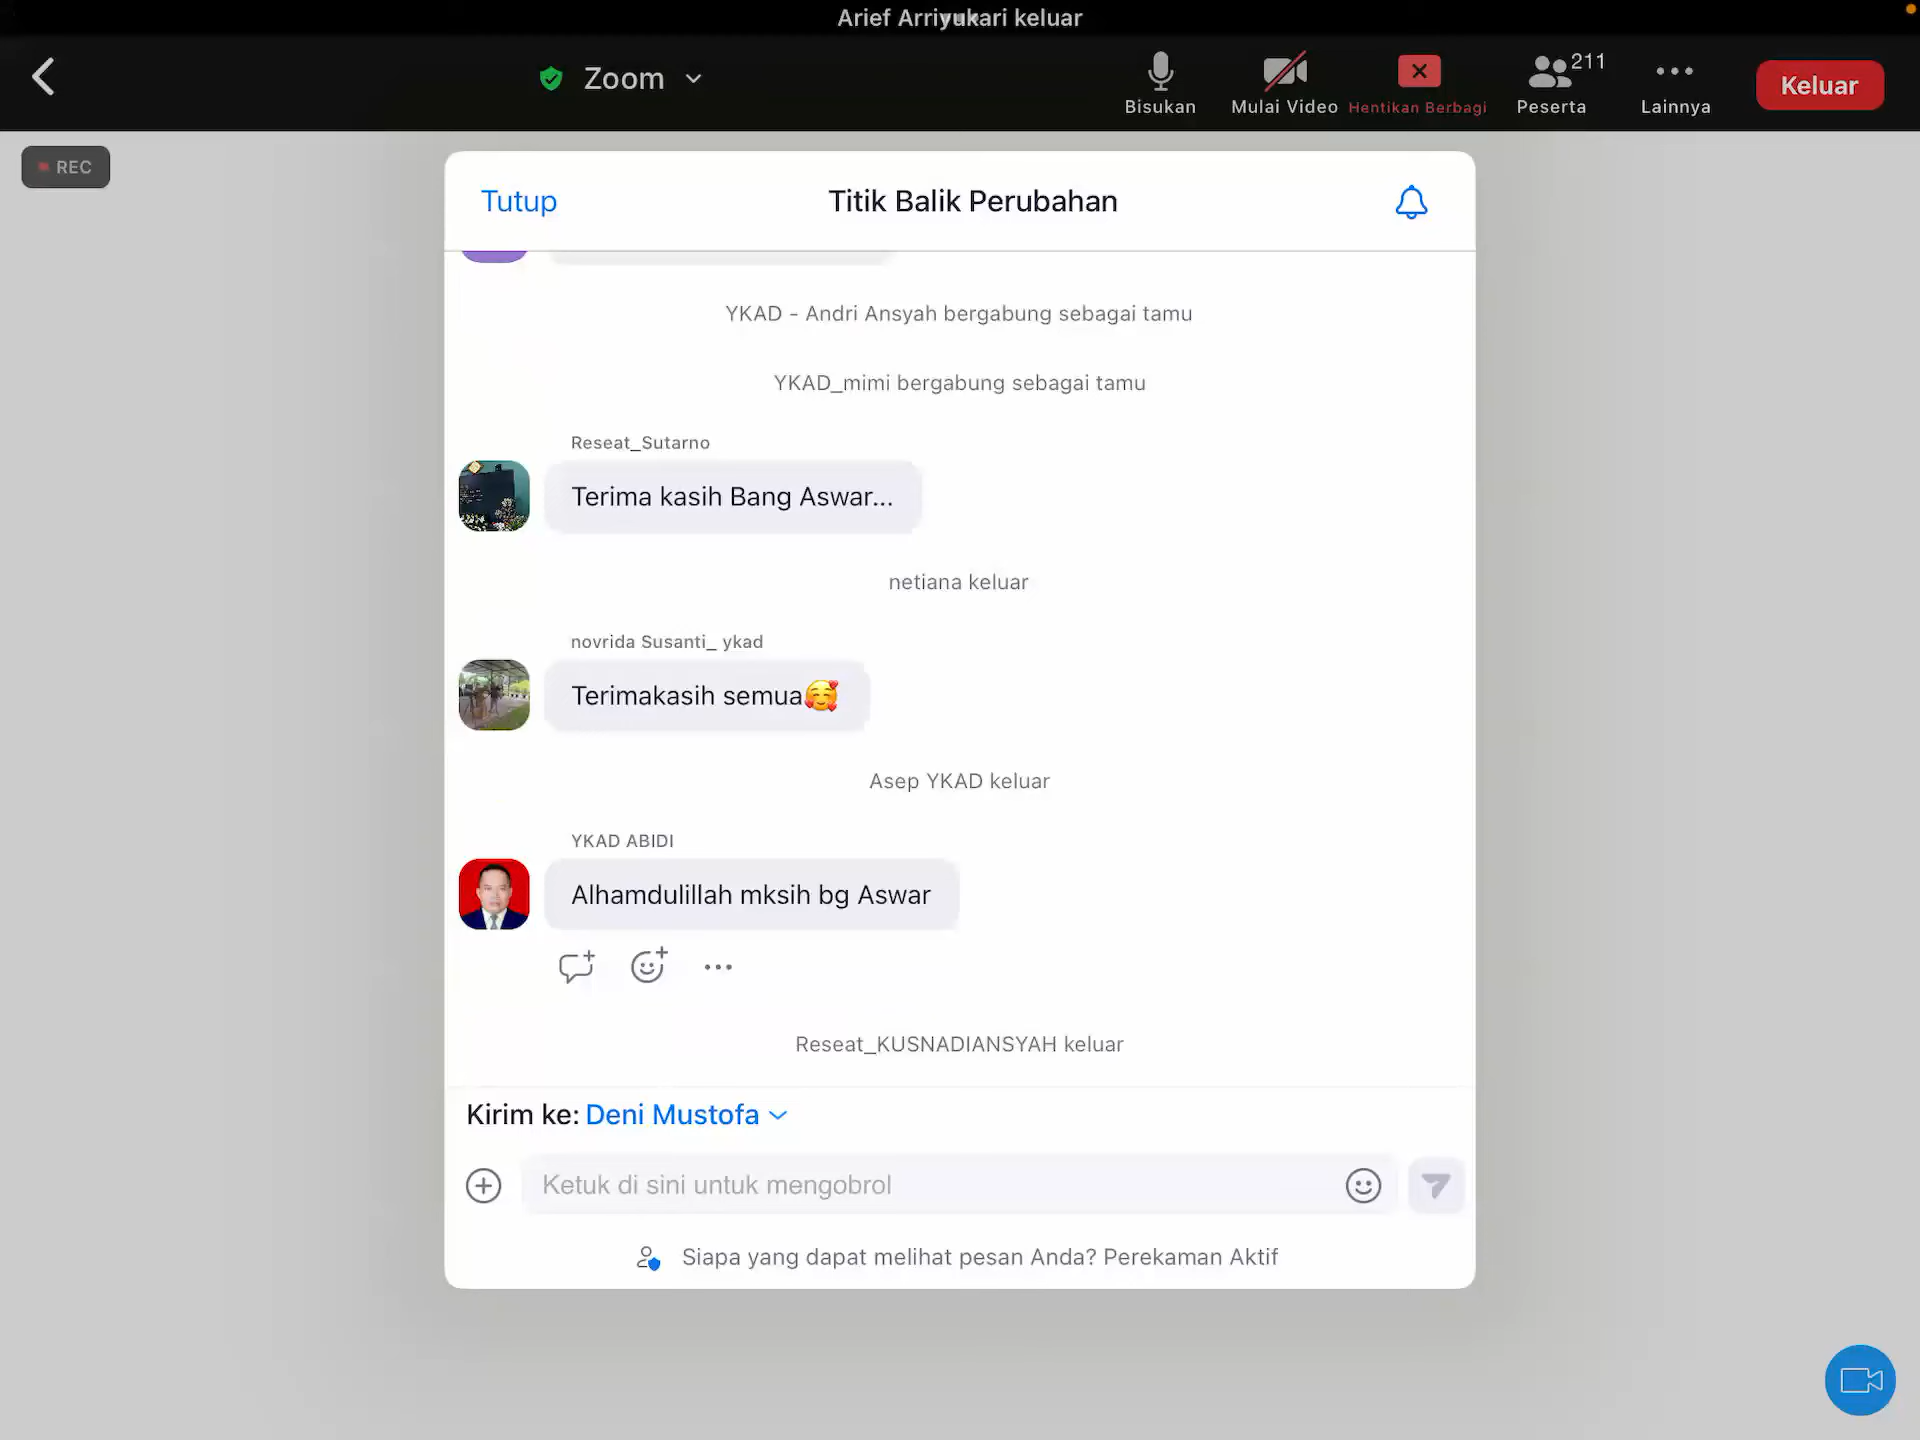 Arief Arriyukari keluar
Zoom
Bisukan
Mulai Video
Hentikan Berbagi
211
Peserta
Lainnya
Keluar
REC
Tutup
Titik Balik Perubahan
YKAD - Andri Ansyah bergabung sebagai tamu
YKAD_mimi bergabung sebagai tamu
Reseat_Sutarno
Terima kasih Bang Aswar...
netiana keluar
novrida Susanti_ ykad
Terimakasih semua🥰
Asep YKAD keluar
YKAD ABIDI
Alhamdulillah mksih bg Aswar
Reseat_KUSNADIANSYAH keluar
Kirim ke: Deni Mustofa
Ketuk di sini untuk mengobrol
Siapa yang dapat melihat pesan Anda? Perekaman Aktif